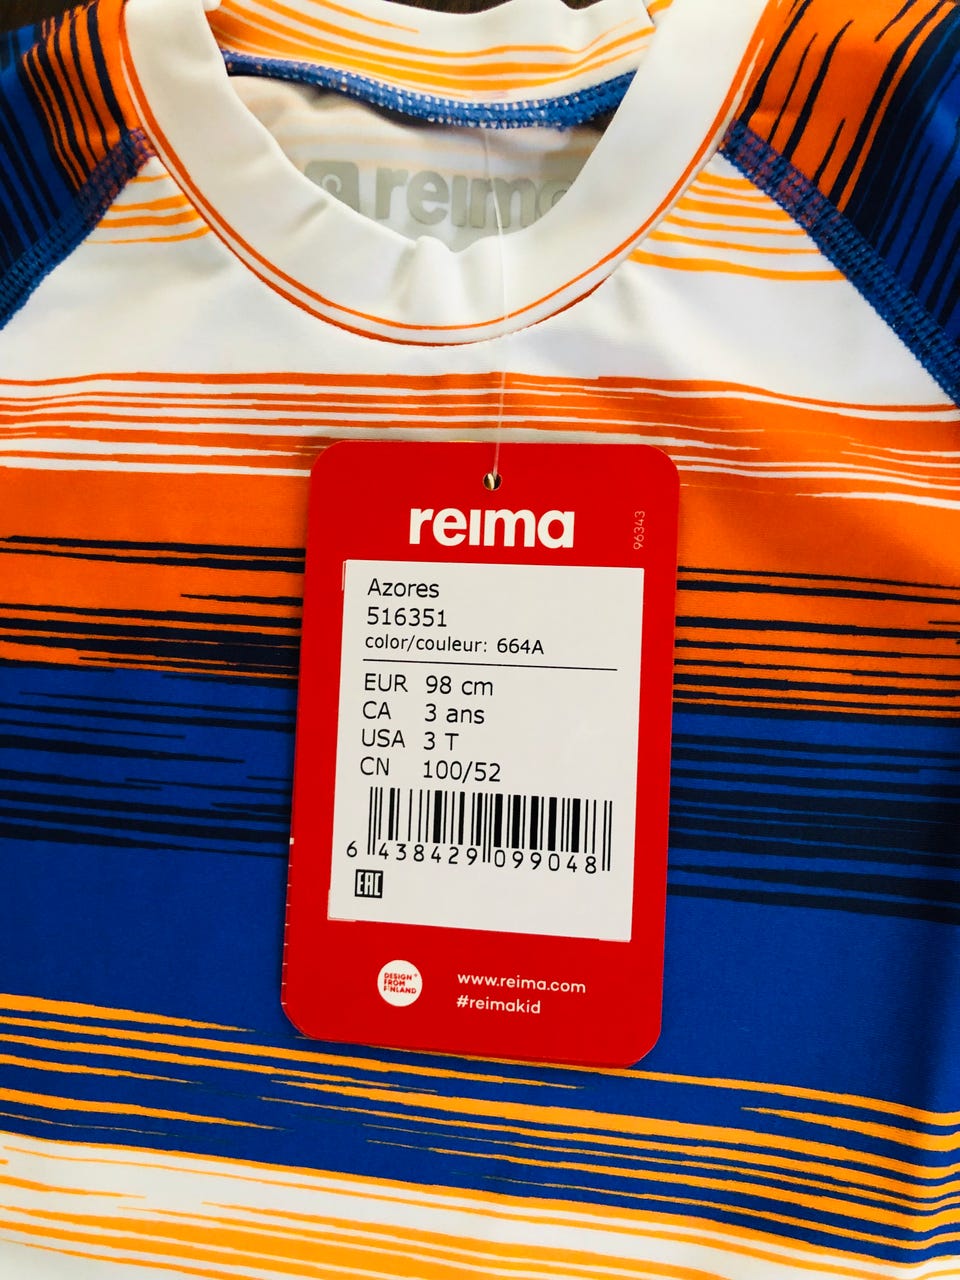 reima
reima
96343
Azores
516351
color/couleur: 664A
EUR 98 cm
CA 3 ans
USA 3 T
CN 100/52
6 438429 099048
EAC
DESIGN
FROM
FINLAND
www.reima.com
#reimakid